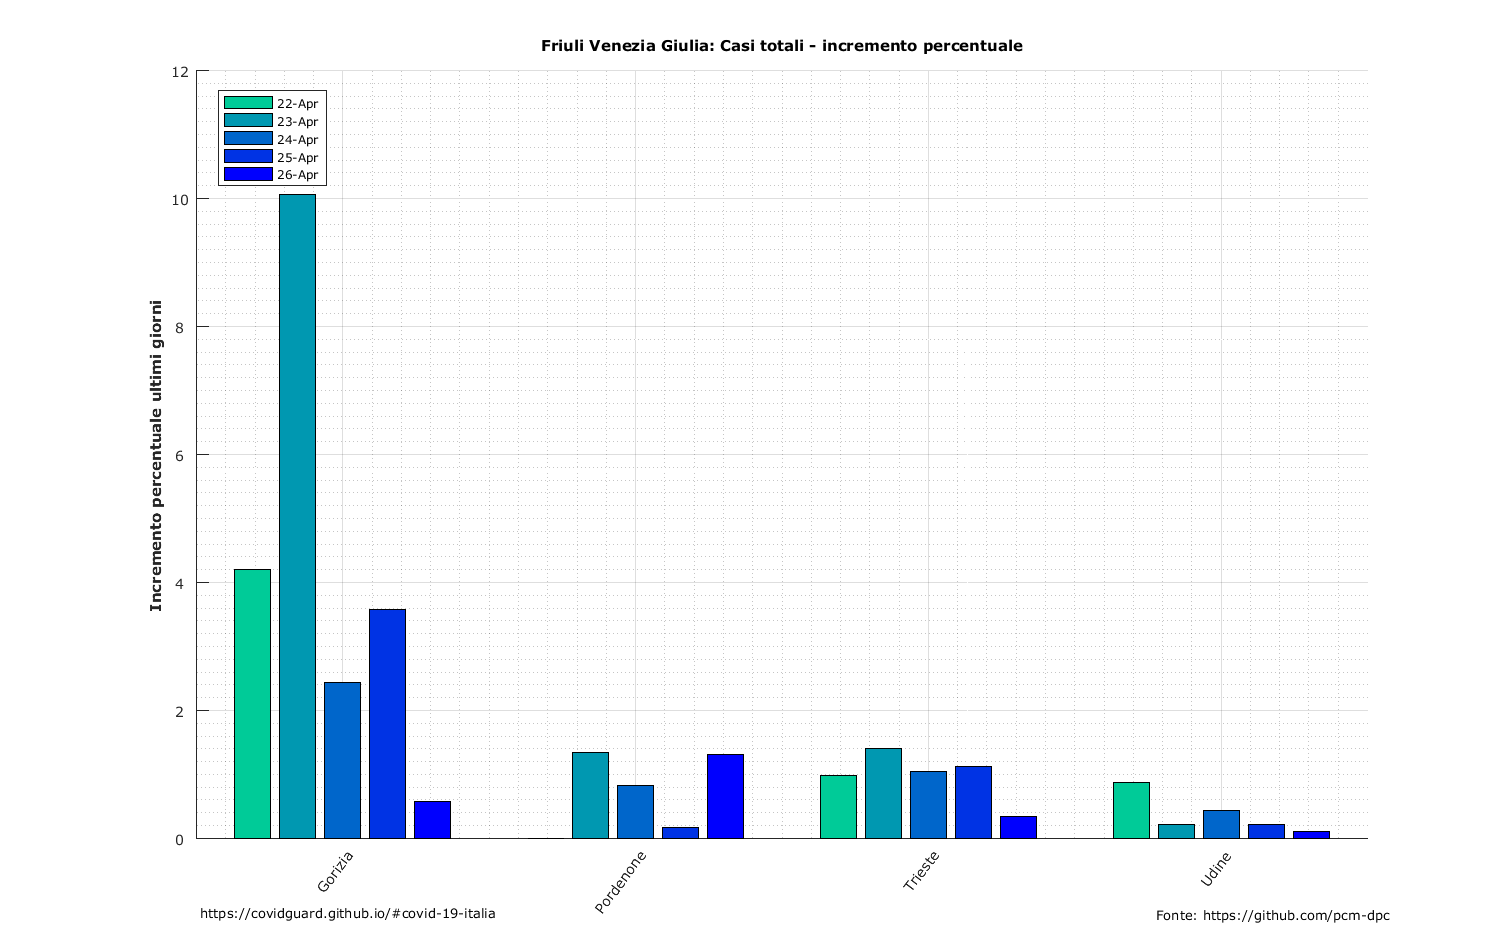 Friuli Venezia Giulia: Casi totali - incremento percentuale
Incremento percentuale ultimi giorni
12
10
8
6
4
2
0
22-Apr
23-Apr
24-Apr
25-Apr
26-Apr
Gorizia
Pordenone
Trieste
Udine
https://covidguard.github.io/#covid-19-italia
Fonte: https://github.com/pcm-dpc